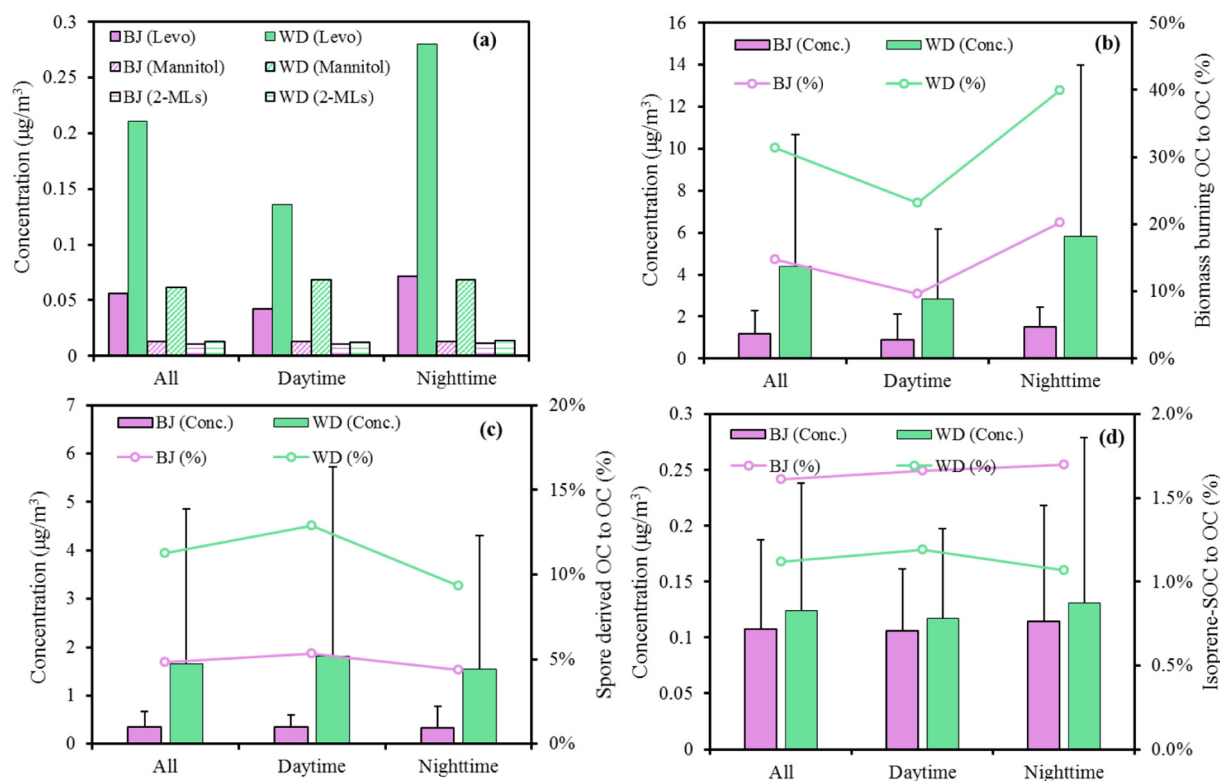 BJ (Levo) WD (Levo) (a)
BJ (Mannitol) WD (Mannitol)
BJ (2-MLs) WD (2-MLs)
Concentration (μg/m³)
0.3
0.25
0.2
0.15
0.1
0.05
0
All Daytime Nighttime
BJ (Conc.) WD (Conc.) (b)
BJ (%) WD (%)
Concentration (μg/m³)
16
14
12
10
8
6
4
2
0
Biomass burning OC to OC (%)
50%
40%
30%
20%
10%
0%
All Daytime Nighttime
BJ (Conc.) WD (Conc.) (c)
BJ (%) WD (%)
Concentration (μg/m³)
7
6
5
4
3
2
1
0
Spore derived OC to OC (%)
20%
15%
10%
5%
0%
All Daytime Nighttime
BJ (Conc.) WD (Conc.) (d)
BJ (%) WD (%)
Concentration (μg/m³)
0.3
0.25
0.2
0.15
0.1
0.05
0
Isoprene-SOC to OC (%)
2.0%
1.5%
1.0%
0.5%
0.0%
All Daytime Nighttime